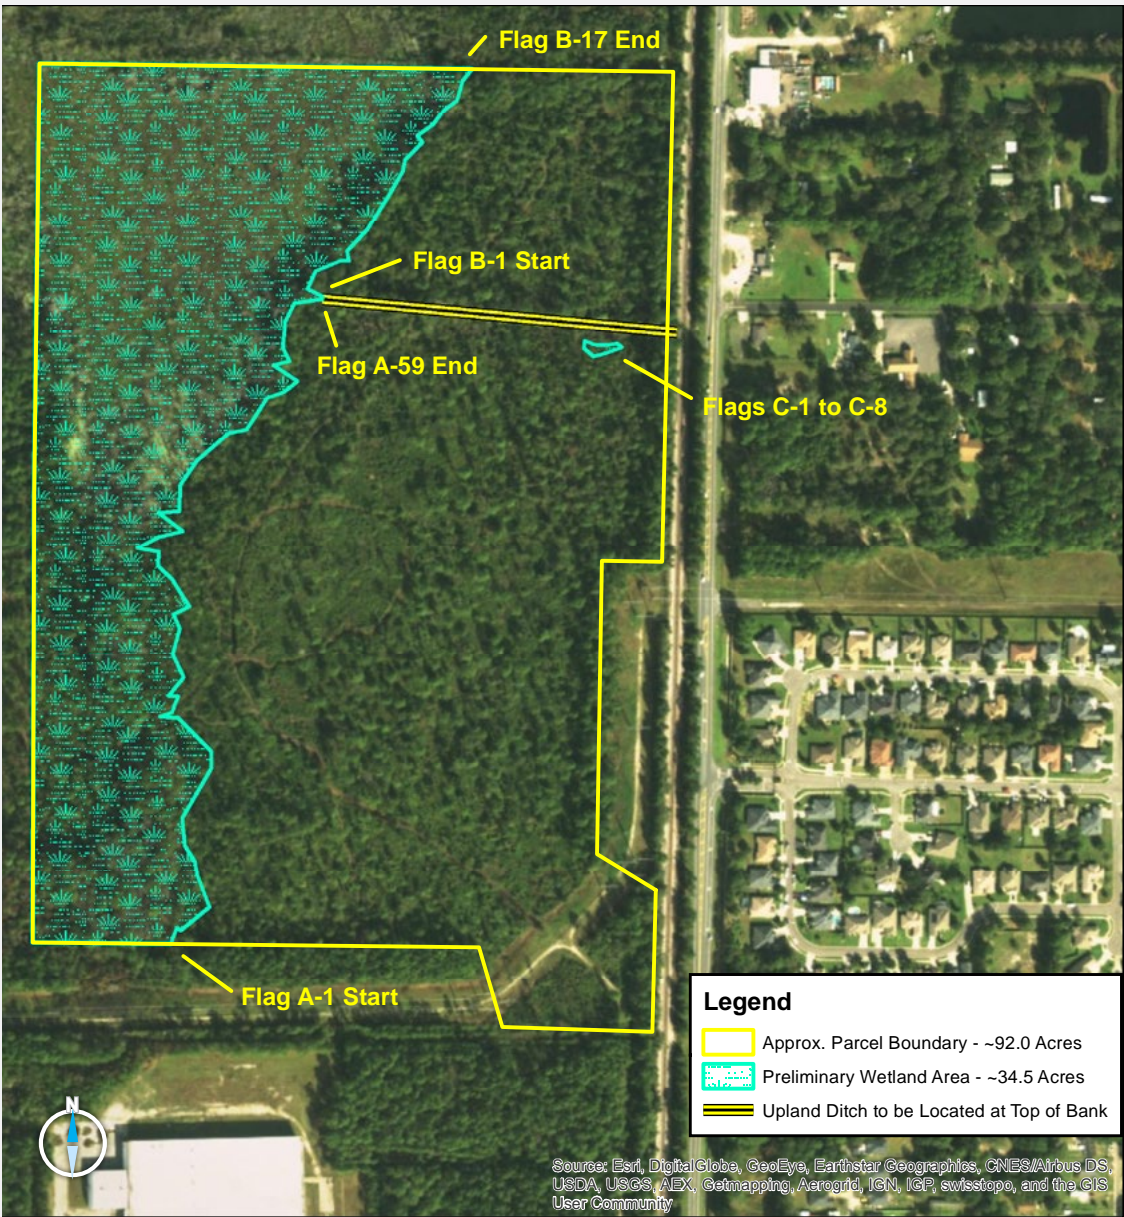 Flag B-17 End
Flag B-1 Start
Flag A-59 End
Flags C-1 to C-8
Flag A-1 Start
Legend
Approx. Parcel Boundary - ~92.0 Acres
Preliminary Wetland Area - ~34.5 Acres
Upland Ditch to be Located at Top of Bank
N
Source: Esri, DigitalGlobe, GeoEye, Earthstar Geographics, CNES/Airbus DS,
USDA, USGS, AEX, Getmapping, Aerogrid, IGN, IGP, swisstopo, and the GIS
User Community